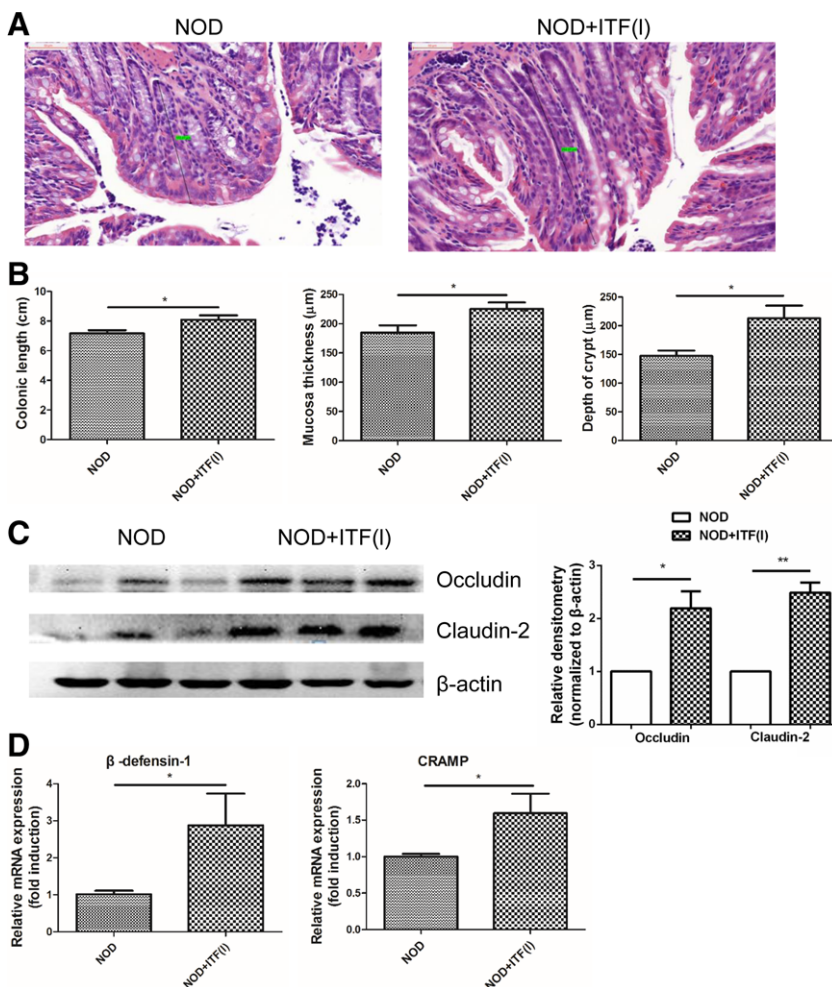 A
NOD
NOD+ITF(I)
B
Colonic length (cm)
10
8
6
4
2
0
*
NOD
NOD+ITF(I)
Mucosa thickness (μm)
250
200
150
100
50
0
*
NOD
NOD+ITF(I)
Depth of crypt (μm)
250
200
150
100
50
0
*
NOD
NOD+ITF(I)
C
NOD
NOD+ITF(I)
Occludin
Claudin-2
β-actin
NOD
NOD+ITF(I)
Relative densitometry
(normalized to β-actin)
3
2
1
0
*
**
Occludin
Claudin-2
D
β -defensin-1
Relative mRNA expression
(fold induction)
4
3
2
1
0
*
NOD
NOD+ITF(I)
CRAMP
Relative mRNA expression
(fold induction)
2.0
1.5
1.0
0.5
0.0
*
NOD
NOD+ITF(I)